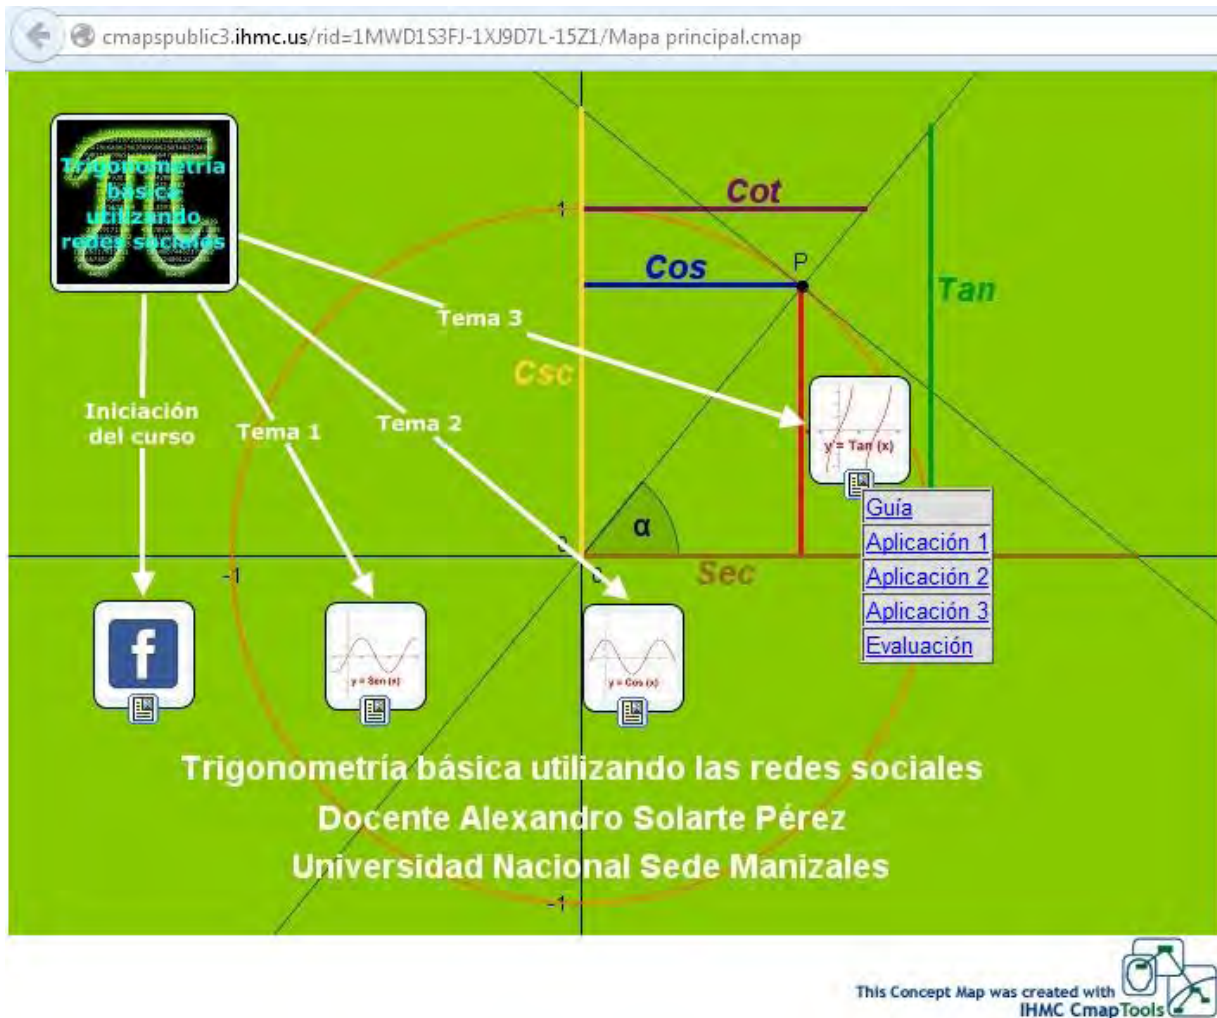 cmapspublic3.ihmc.us/rid=1MWD1S3FJ-1XJ9D7L-15Z1/Mapa principal.cmap
Trigonometría
básica
utilizando
redes sociales
Cot
1
Cos
P
Tan
Tema 3
Csc
Iniciación
del curso
Tema 1
Tema 2
y = Tan (x)
α
Guía
Aplicación 1
Aplicación 2
Aplicación 3
Evaluación
0
-1
0
Sec
f
y = Sen (x)
y = Cos (x)
Trigonometría básica utilizando las redes sociales
Docente Alexandro Solarte Pérez
Universidad Nacional Sede Manizales
-1
This Concept Map was created with
IHMC CmapTools